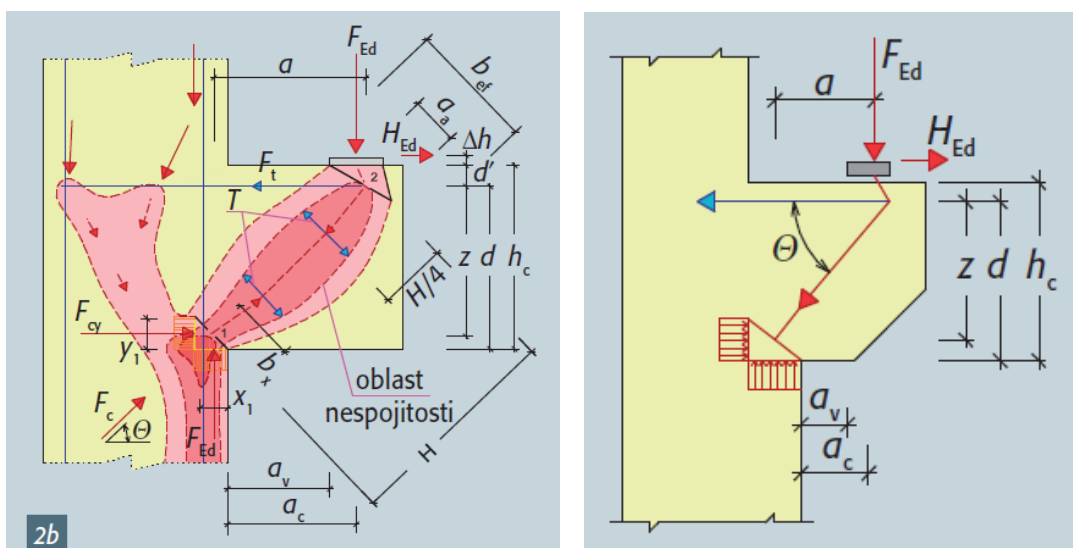 F_Ed
a
b_ef
a_a
H_Ed
Δh
F_t
d'
2
T
z
d
h_c
H/4
F_cy
y_1
1
b_x
oblast
nespojitosti
x_1
F_c
Θ
F_Ed
H
a_v
a_c
2b
F_Ed
a
H_Ed
Θ
z
d
h_c
a_v
a_c